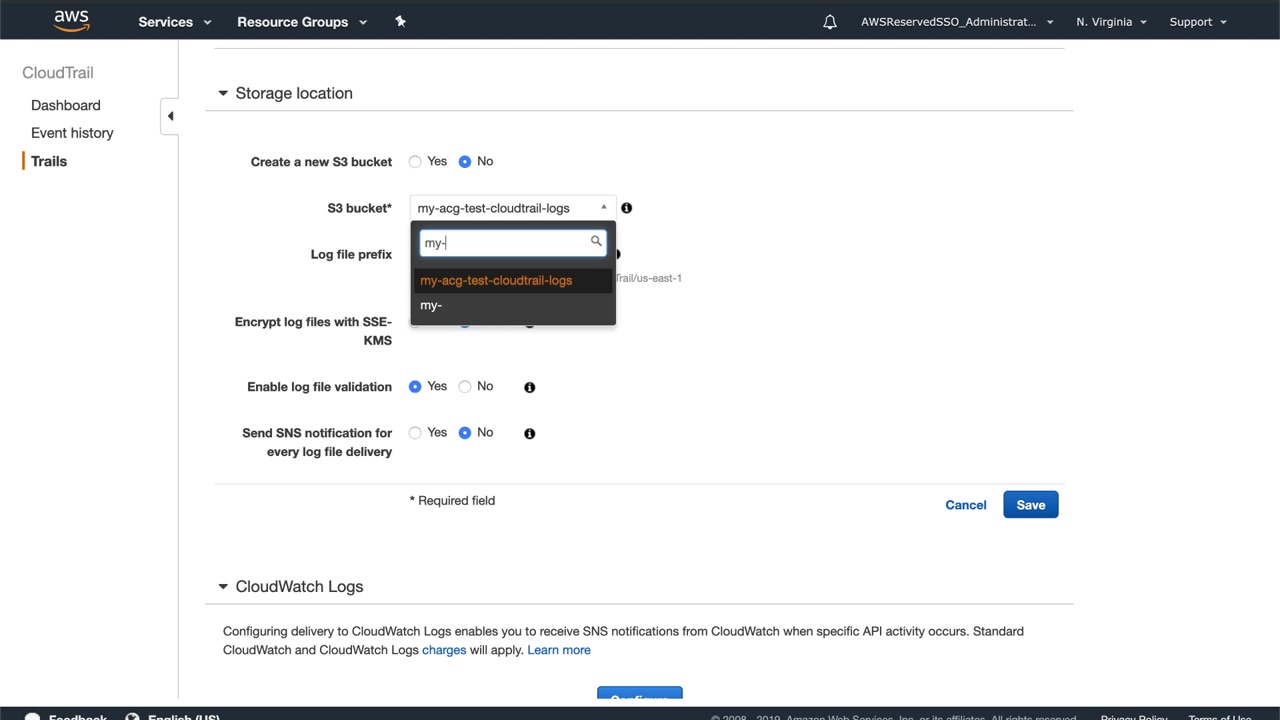 aws Services Resource Groups AWSReservedSSO_Administrat... N. Virginia Support
CloudTrail
Dashboard
Event history
Trails
Storage location
Create a new S3 bucket Yes No
S3 bucket* my-acg-test-cloudtrail-logs
my-
Log file prefix
my-acg-test-cloudtrail-logs
Trail/us-east-1
my-
Encrypt log files with SSE-
KMS
Enable log file validation Yes No
Send SNS notification for
every log file delivery Yes No
* Required field
Cancel Save
CloudWatch Logs
Configuring delivery to CloudWatch Logs enables you to receive SNS notifications from CloudWatch when specific API activity occurs. Standard
CloudWatch and CloudWatch Logs charges will apply. Learn more
Configure
Feedback English (US) © 2008 - 2019, Amazon Web Services, Inc. or its affiliates. All rights reserved. Privacy Policy Terms of Use